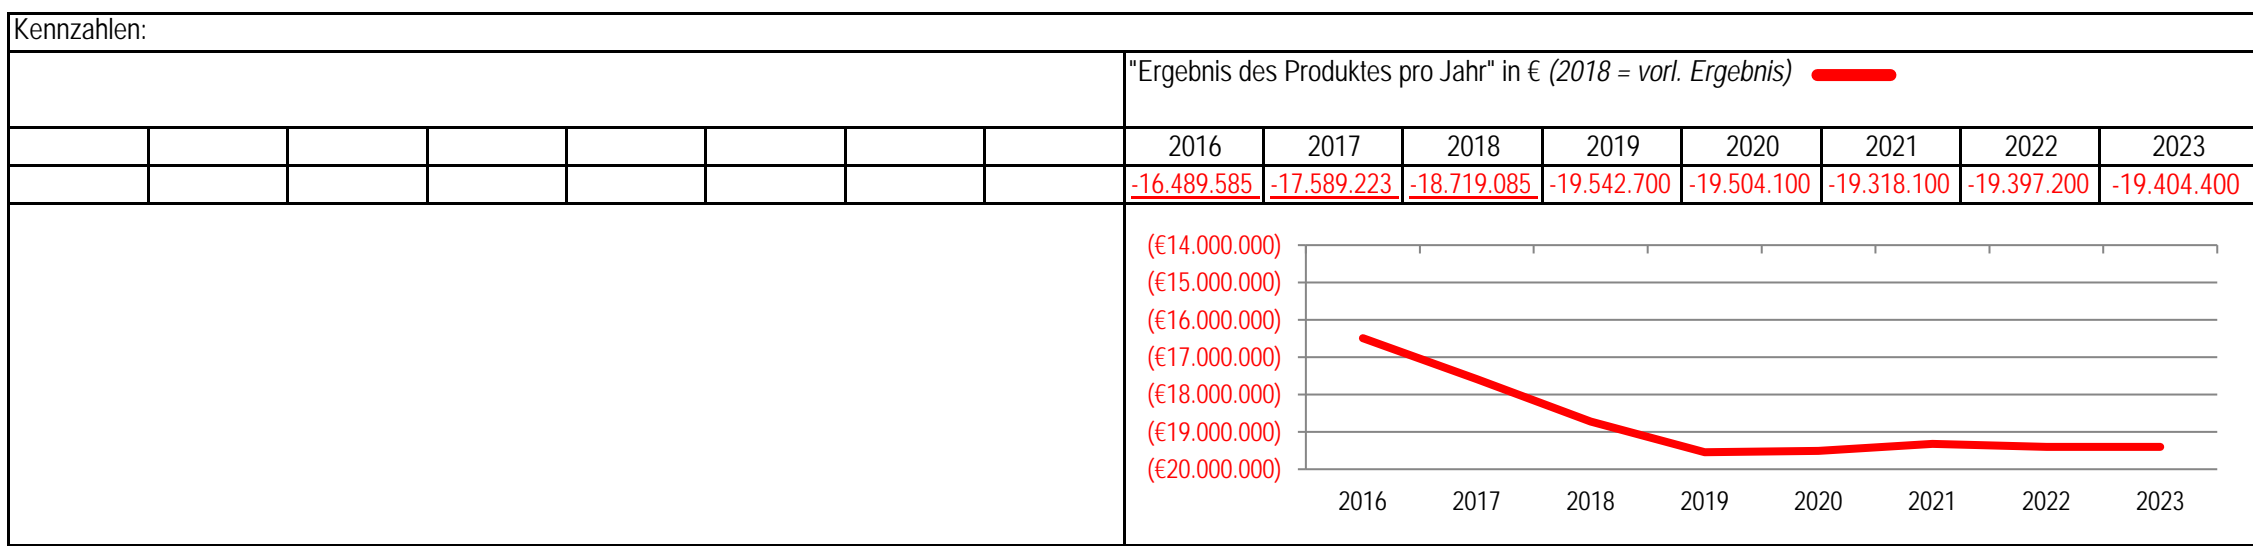 Kennzahlen:
"Ergebnis des Produktes pro Jahr" in € (2018 = vorl. Ergebnis)
2016 2017 2018 2019 2020 2021 2022 2023
-16.489.585 -17.589.223 -18.719.085 -19.542.700 -19.504.100 -19.318.100 -19.397.200 -19.404.400
(€14.000.000)
(€15.000.000)
(€16.000.000)
(€17.000.000)
(€18.000.000)
(€19.000.000)
(€20.000.000)
2016 2017 2018 2019 2020 2021 2022 2023